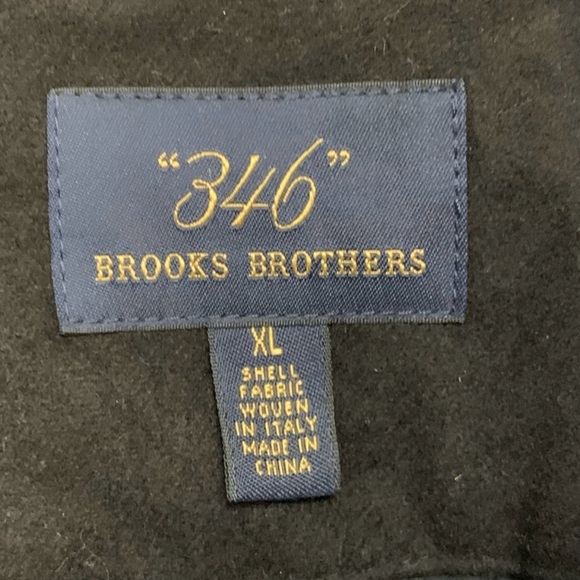 “346”
BROOKS BROTHERS
XL
SHELL
FABRIC
WOVEN
IN ITALY
MADE IN
CHINA